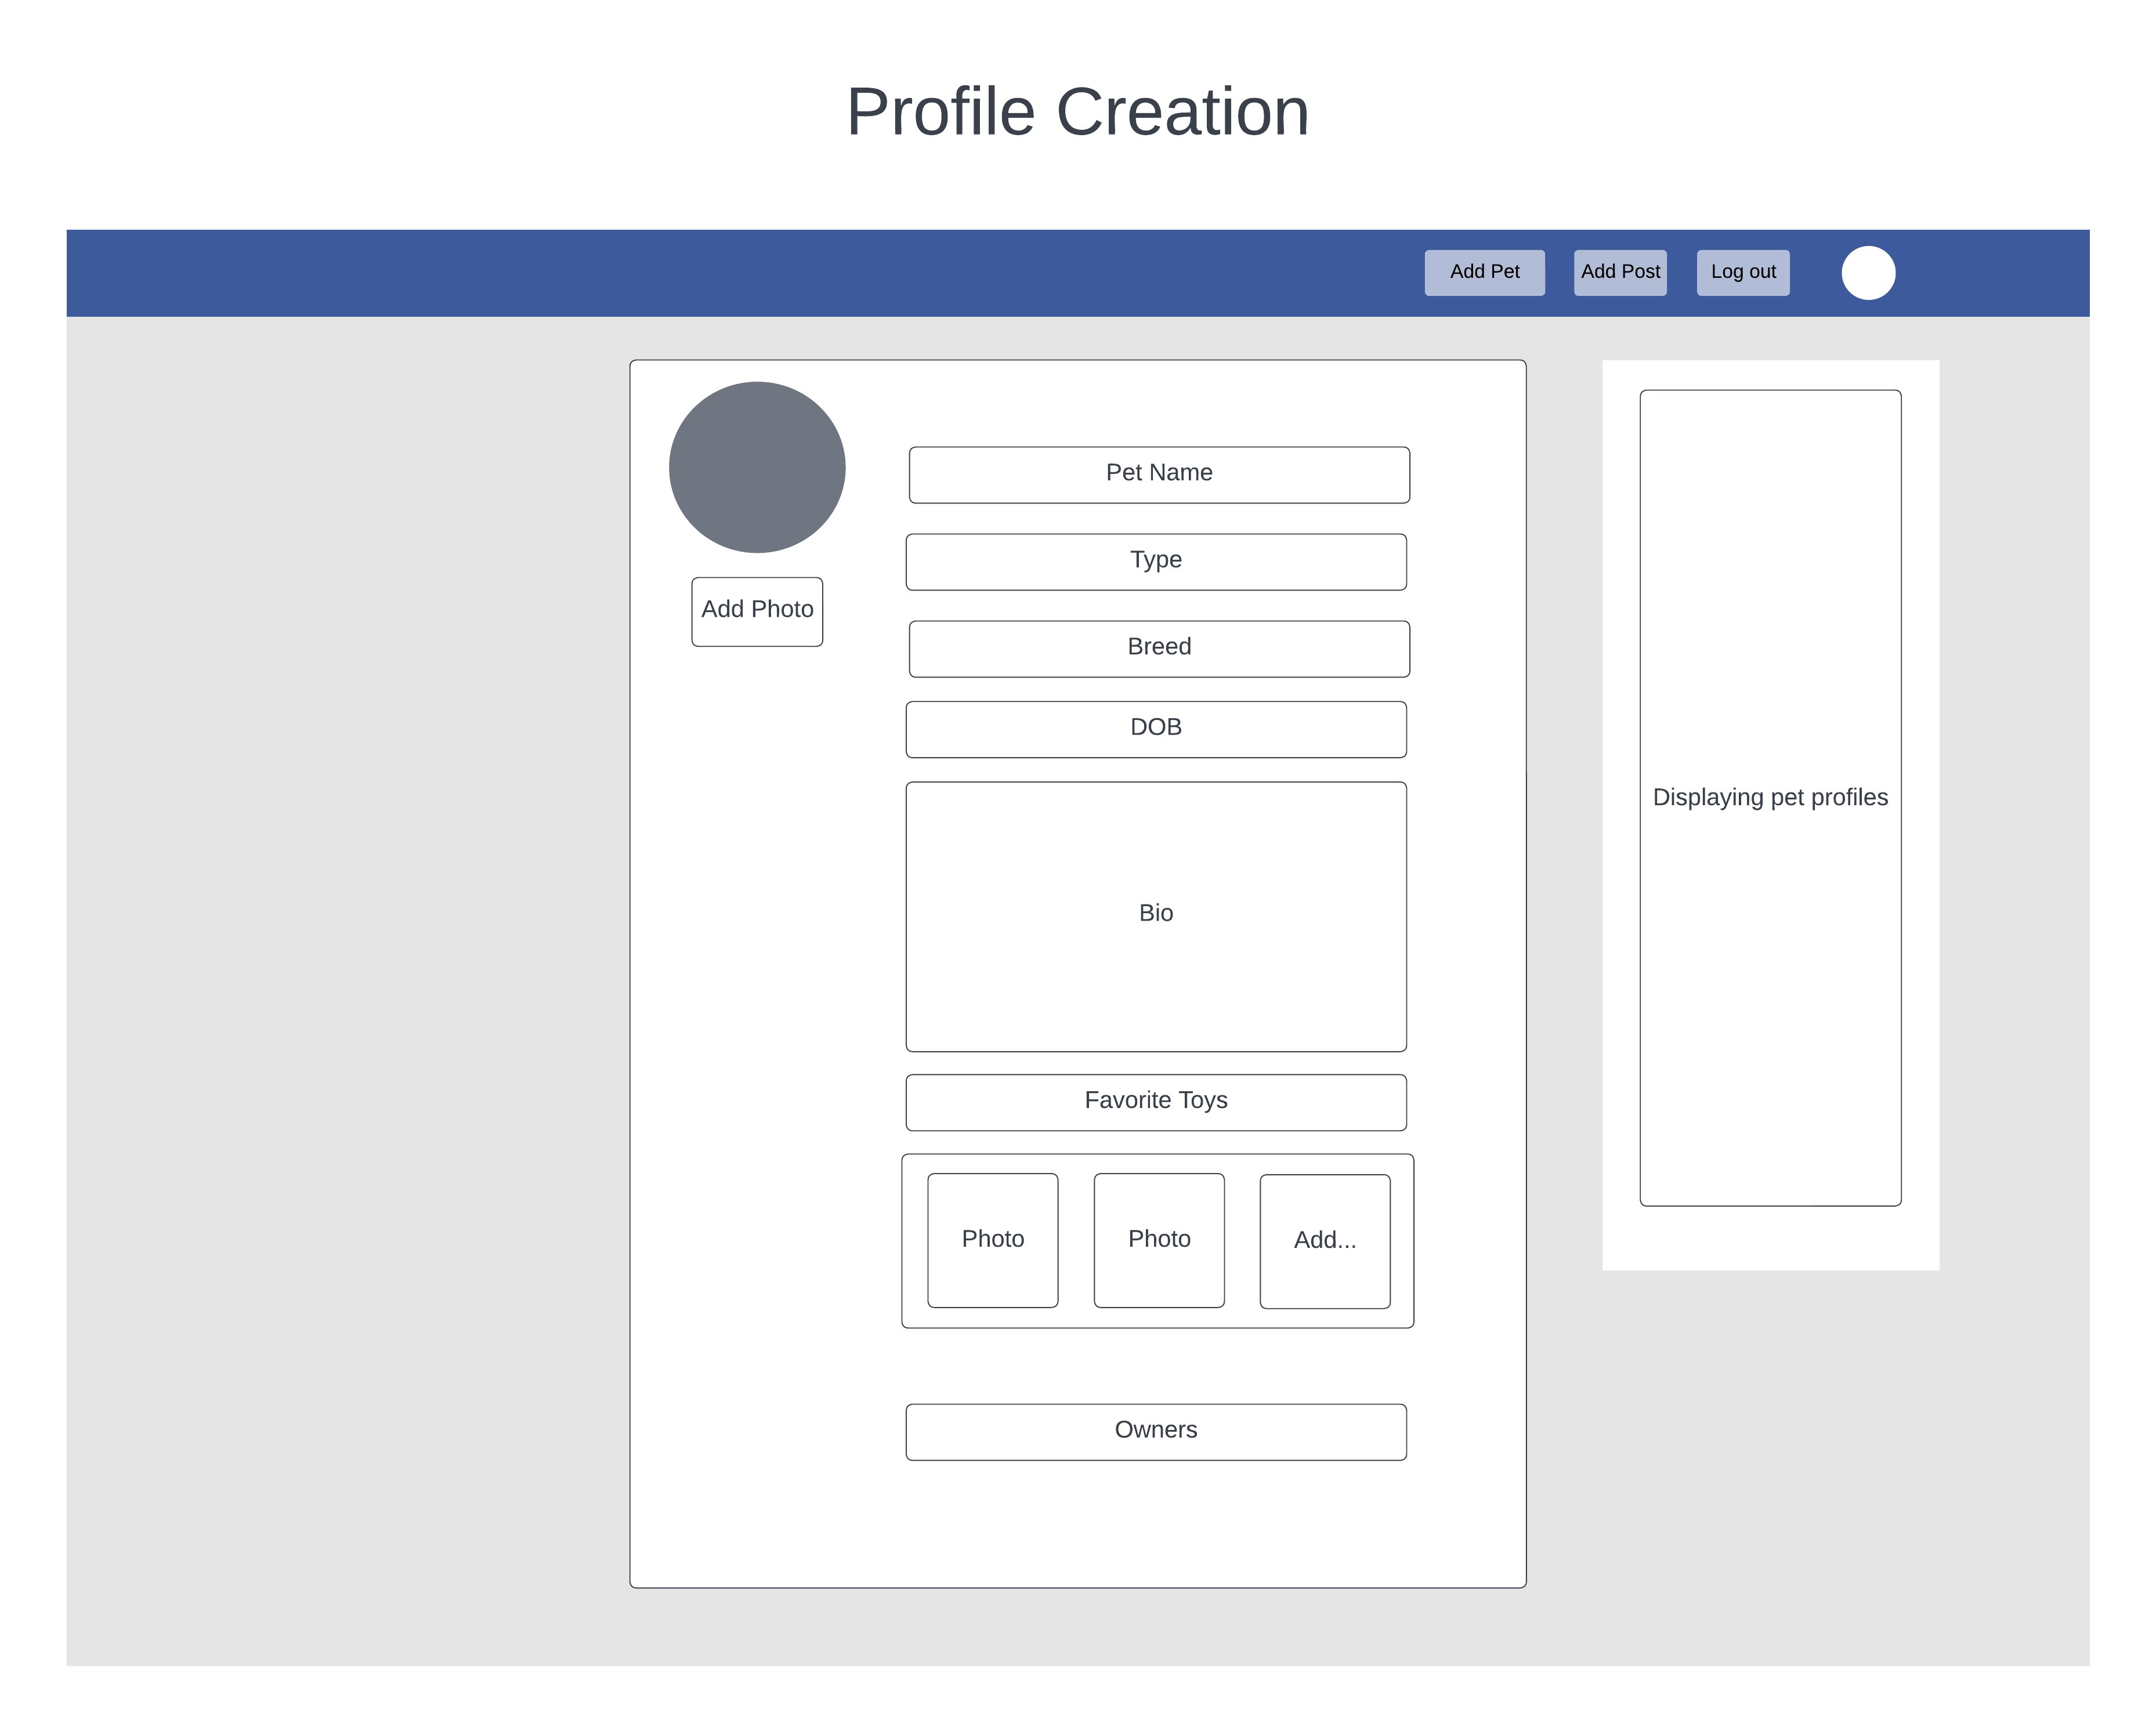 Profile Creation
Add Pet
Add Post
Log out
Pet Name
Type
Add Photo
Breed
DOB
Displaying pet profiles
Bio
Favorite Toys
Photo
Photo
Add...
Owners